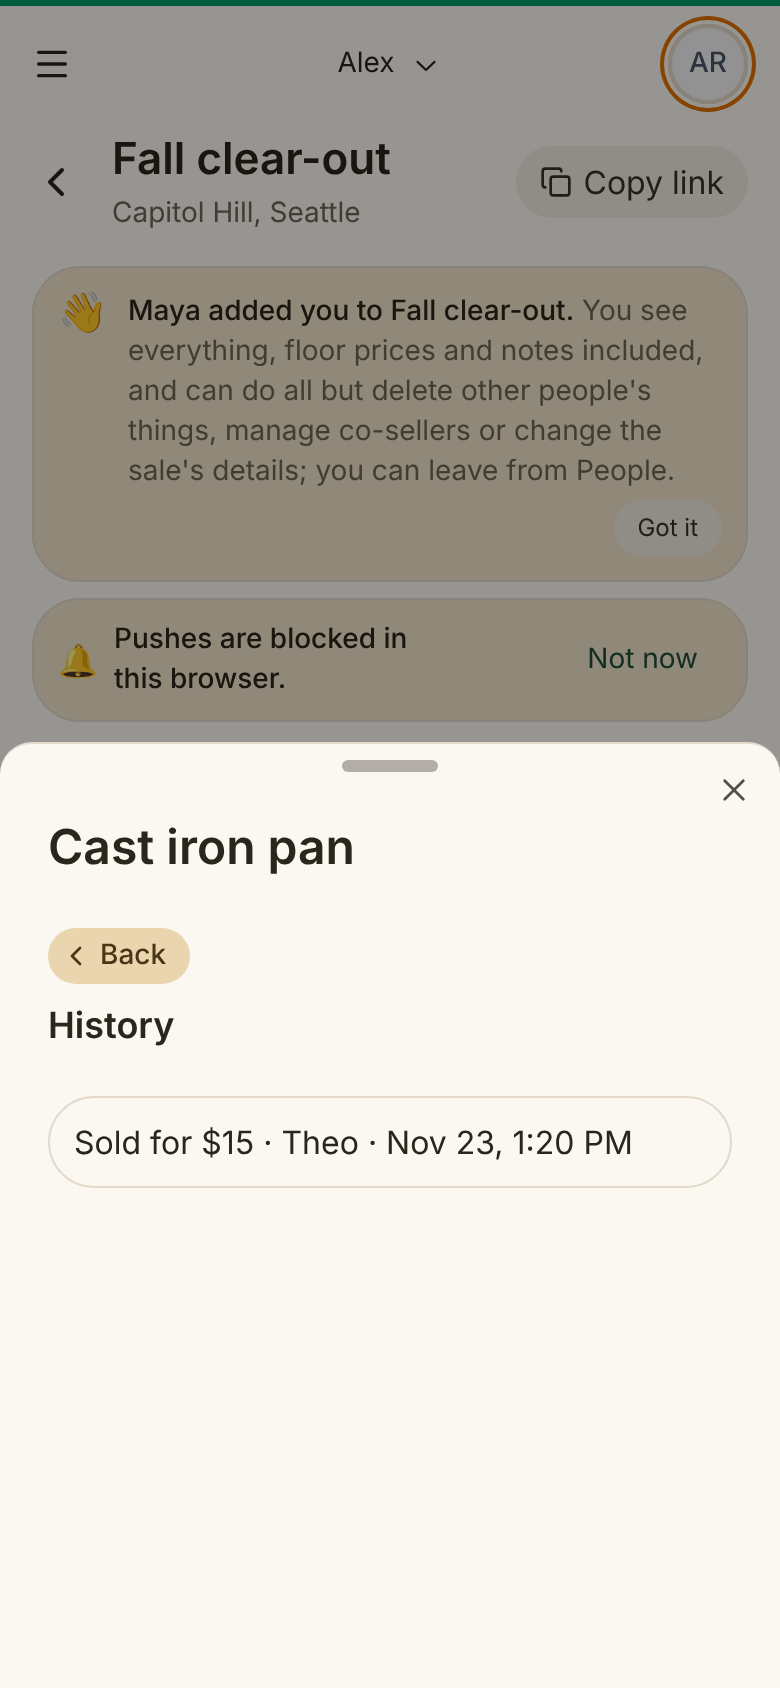 Alex
AR
Fall clear-out
Capitol Hill, Seattle
Copy link
Maya added you to Fall clear-out. You see
everything, floor prices and notes included,
and can do all but delete other people's
things, manage co-sellers or change the
sale's details; you can leave from People.
Got it
Pushes are blocked in
this browser.
Not now
Cast iron pan
Back
History
Sold for $15 · Theo · Nov 23, 1:20 PM